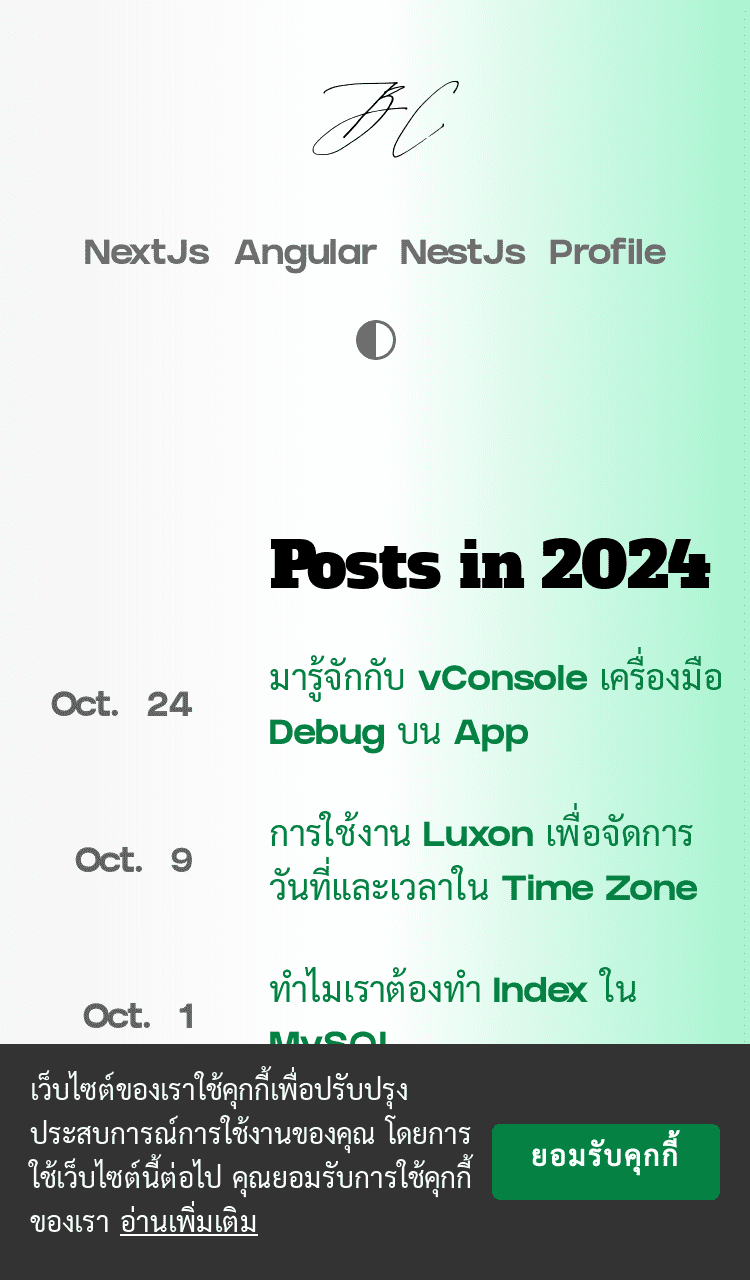 BC
NextJs Angular NestJs Profile
Posts in 2024
Oct. 24
มารู้จักกับ vConsole เครื่องมือ
Debug บน App
Oct. 9
การใช้งาน Luxon เพื่อจัดการ
วันที่และเวลาใน Time Zone
Oct. 1
ทำไมเราต้องทำ Index ใน
MySQL
เว็บไซต์ของเราใช้คุกกี้เพื่อปรับปรุง
ประสบการณ์การใช้งานของคุณ โดยการ
ใช้เว็บไซต์นี้ต่อไป คุณยอมรับการใช้คุกกี้
ของเรา อ่านเพิ่มเติม
ยอมรับคุกกี้